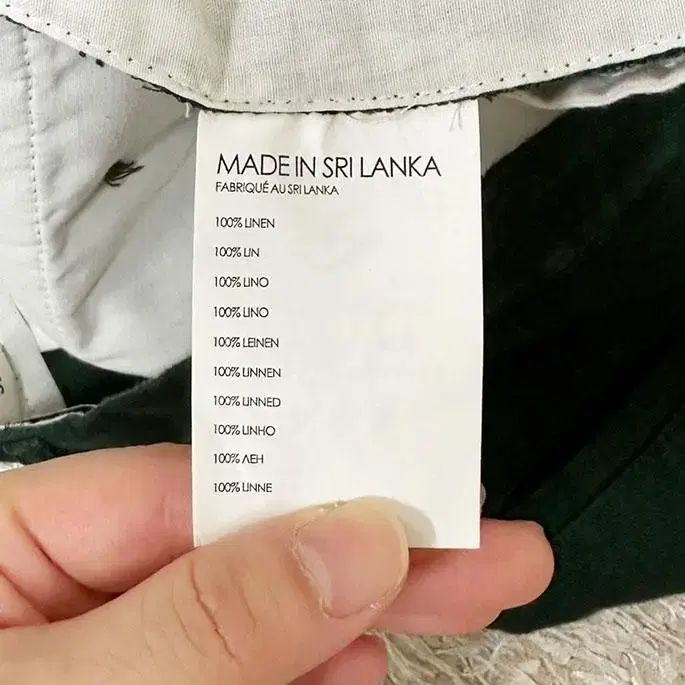 MADE IN SRI LANKA
FABRIQUÉ AU SRI LANKA
100% LINEN
100% LIN
100% LINO
100% LINO
100% LEINEN
100% LINNEN
100% LINNED
100% LINHO
100% ΛEH
100% LINNE